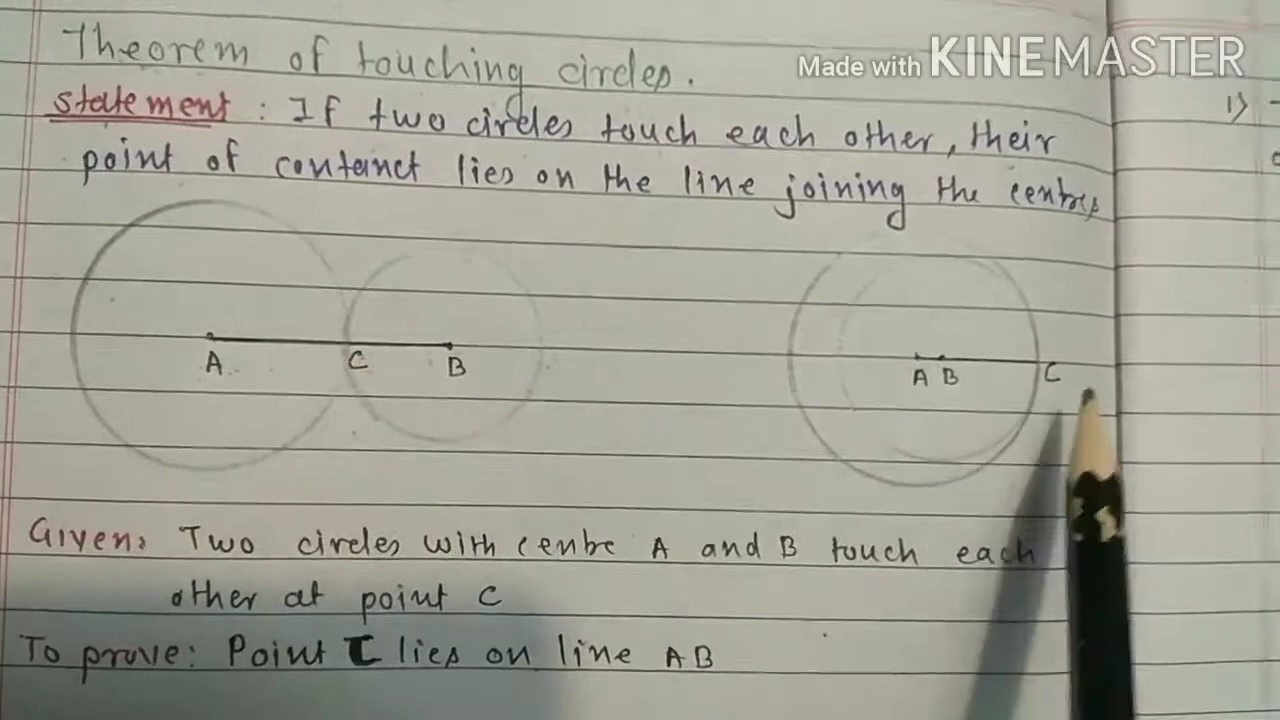 Theorem of touching circles.
Made with KINEMASTER
statement : If two circles touch each other, their
point of contanct lies on the line joining the centres
1)
A C B
A B C
Given: Two circles with centre A and B touch each
other at point C
To prove: Point C lies on line AB